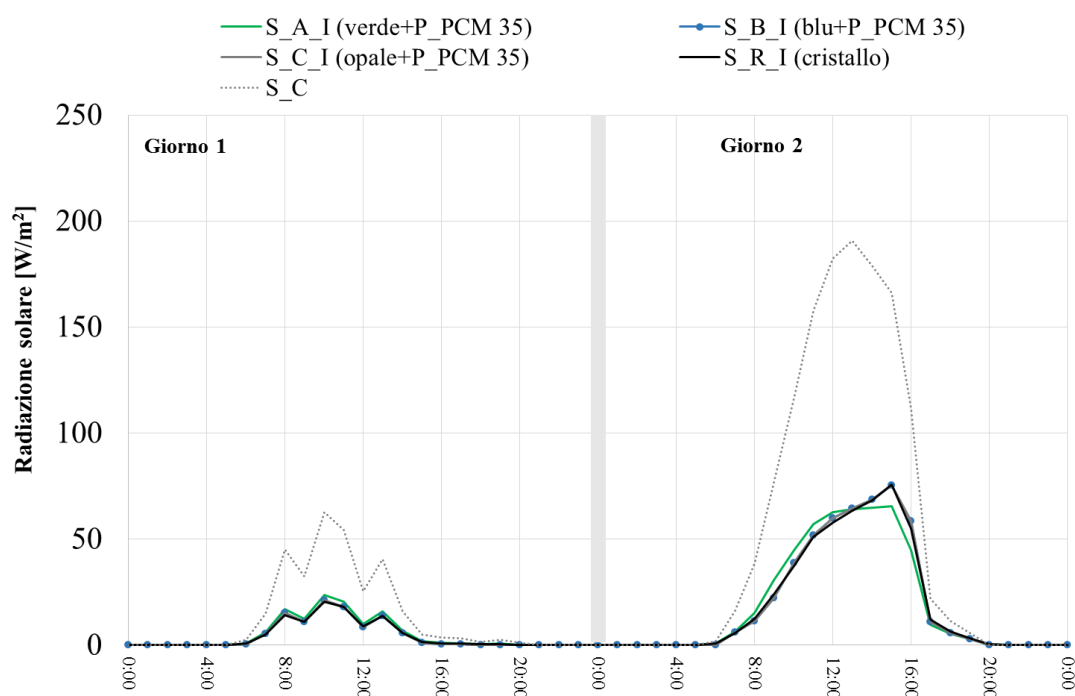 S_A_I (verde+P_PCM 35)
S_B_I (blu+P_PCM 35)
S_C_I (opale+P_PCM 35)
S_R_I (cristallo)
S_C
250
200
150
100
50
0
Radiazione solare [W/m²]
Giorno 1
Giorno 2
0:00
4:00
8:00
12:00
16:00
20:00
0:00
4:00
8:00
12:00
16:00
20:00
0:00